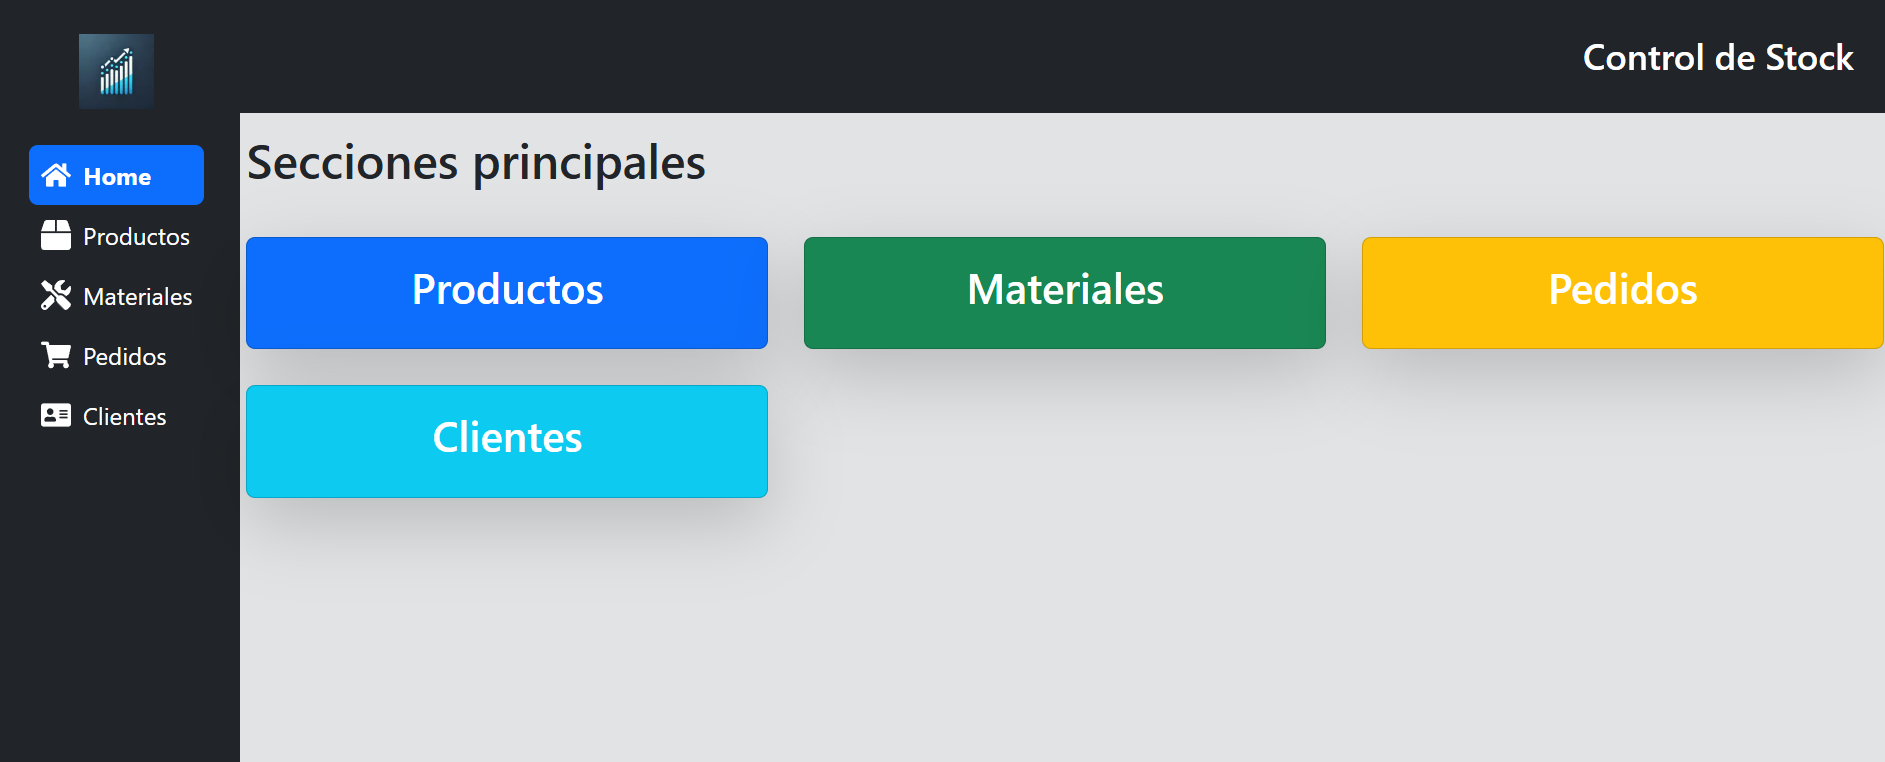 Control de Stock
Home
Productos
Materiales
Pedidos
Clientes
Secciones principales
Productos
Materiales
Pedidos
Clientes